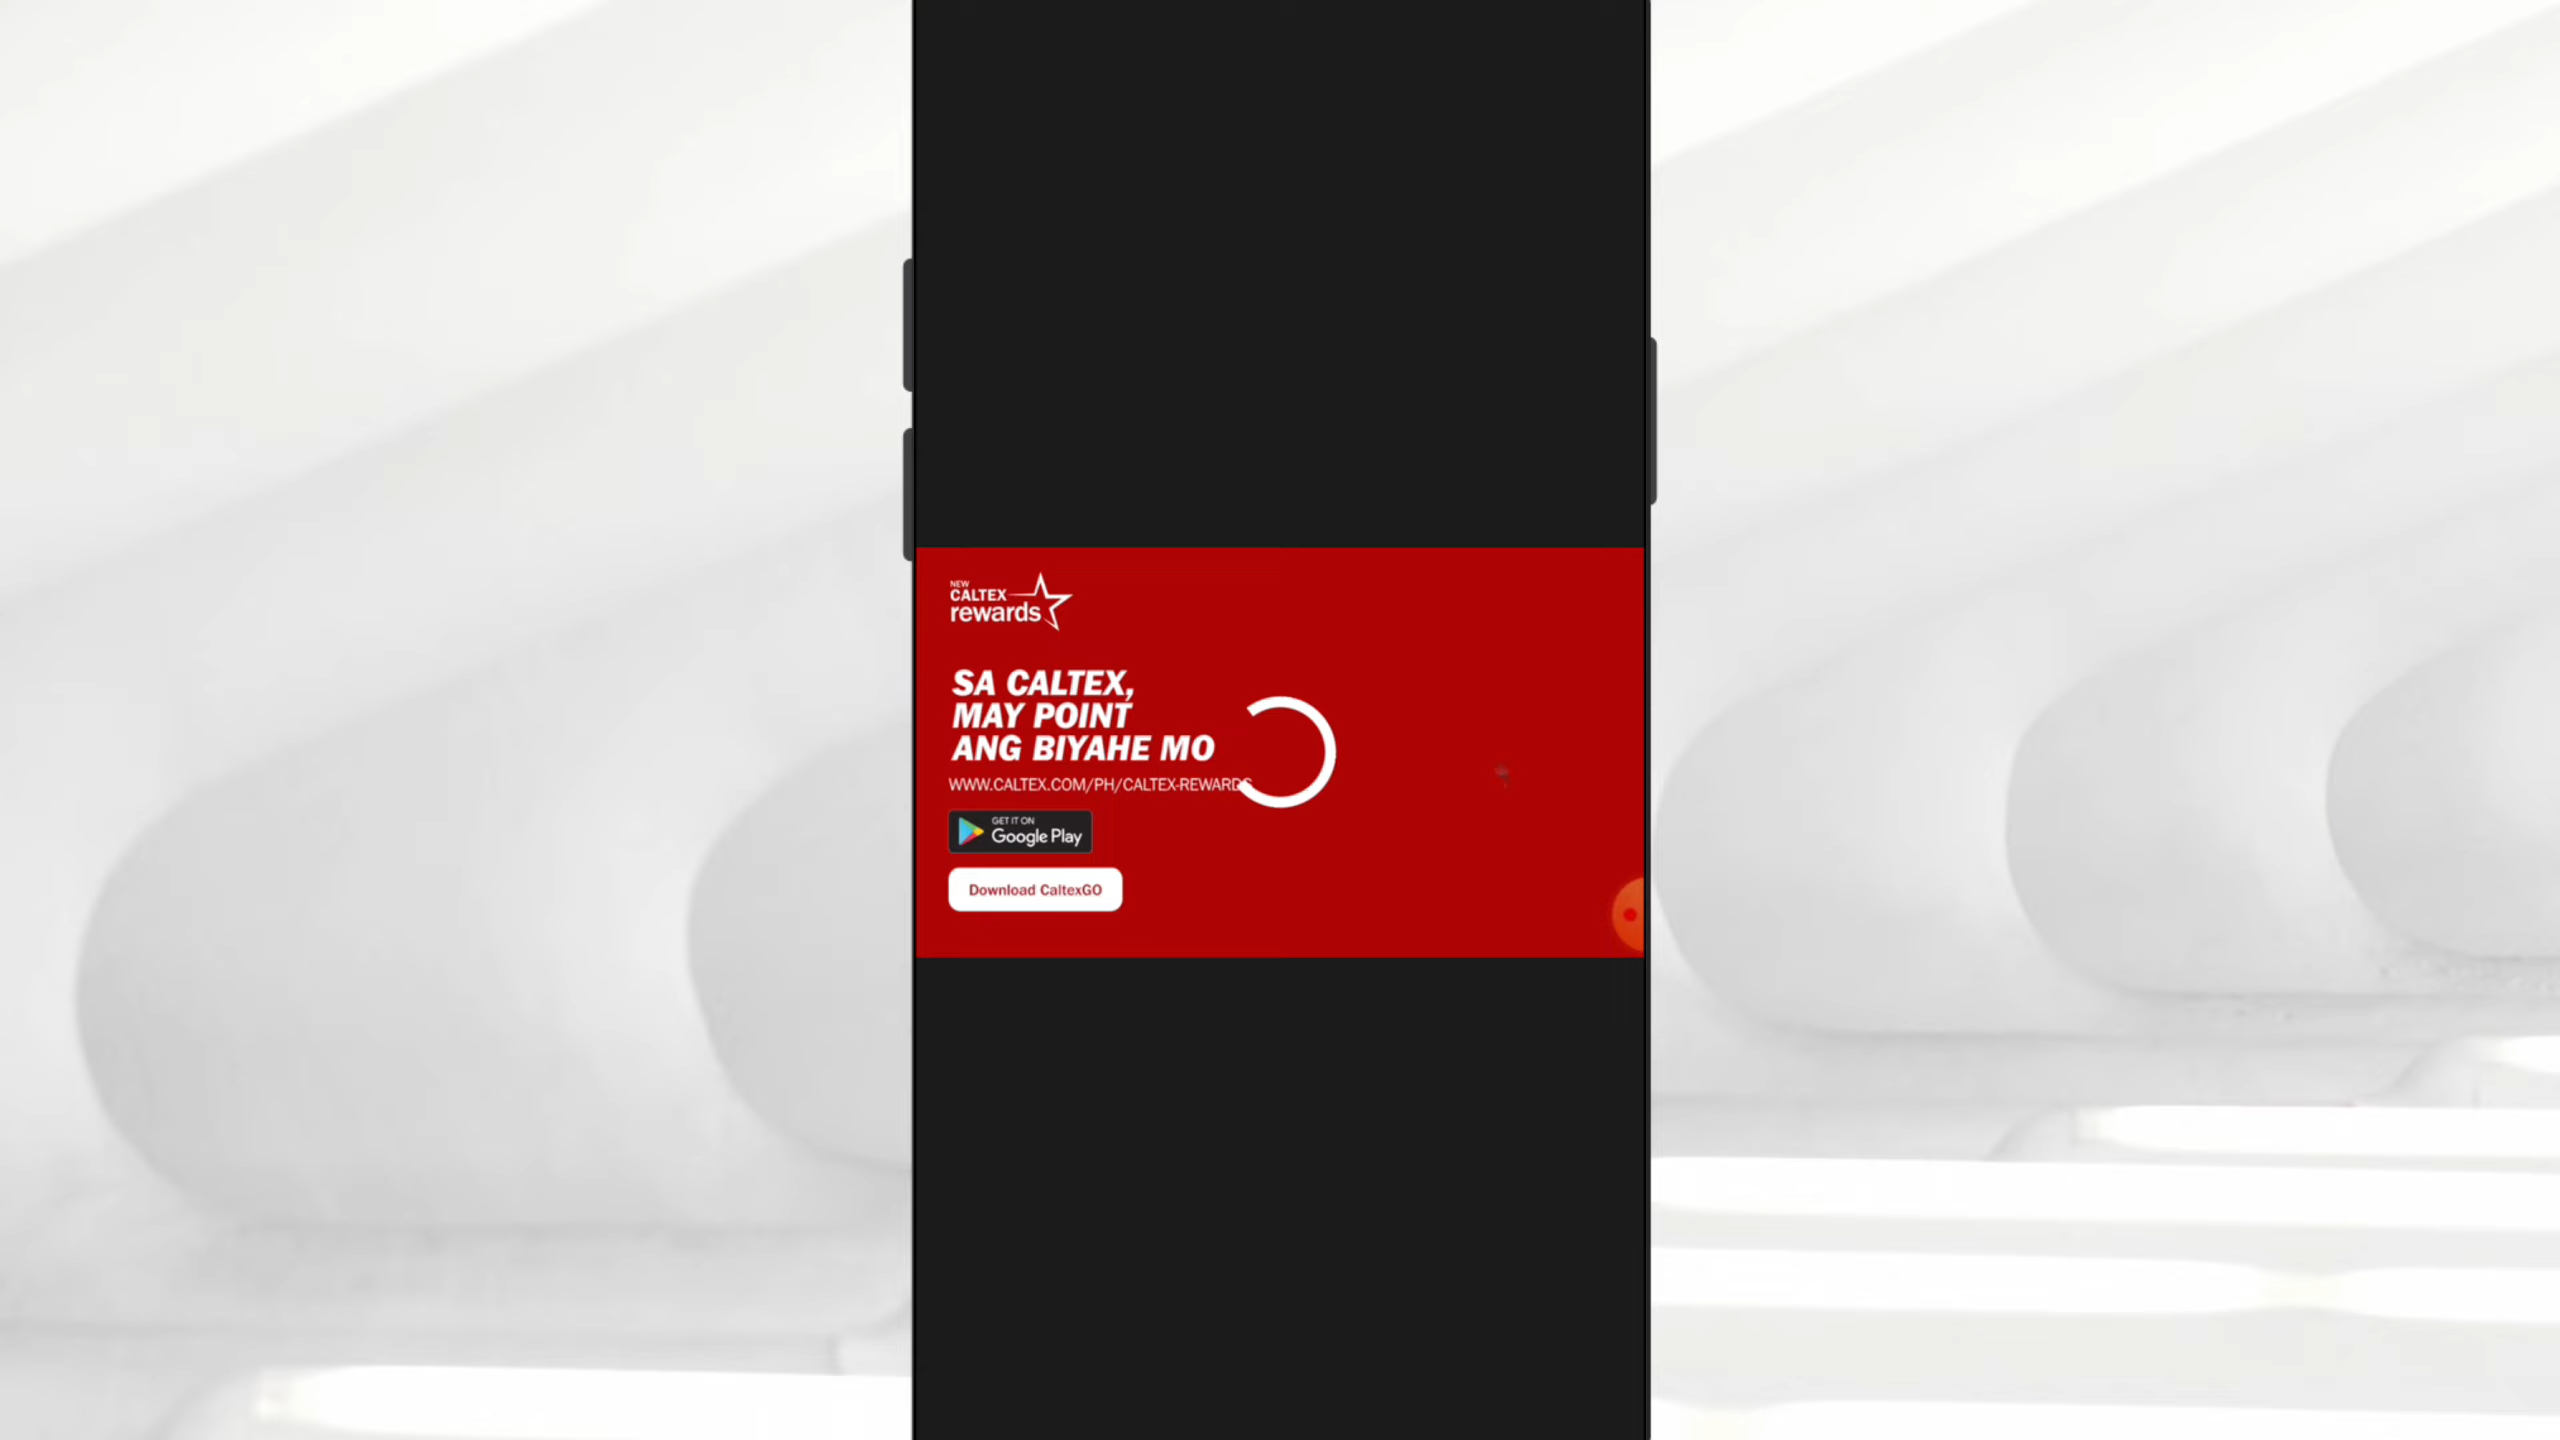 NEW
CALTEX
rewards
SA CALTEX,
MAY POINT
ANG BIYAHE MO
WWW.CALTEX.COM/PH/CALTEX-REWARDS
GET IT ON
Google Play
Download CaltexGO